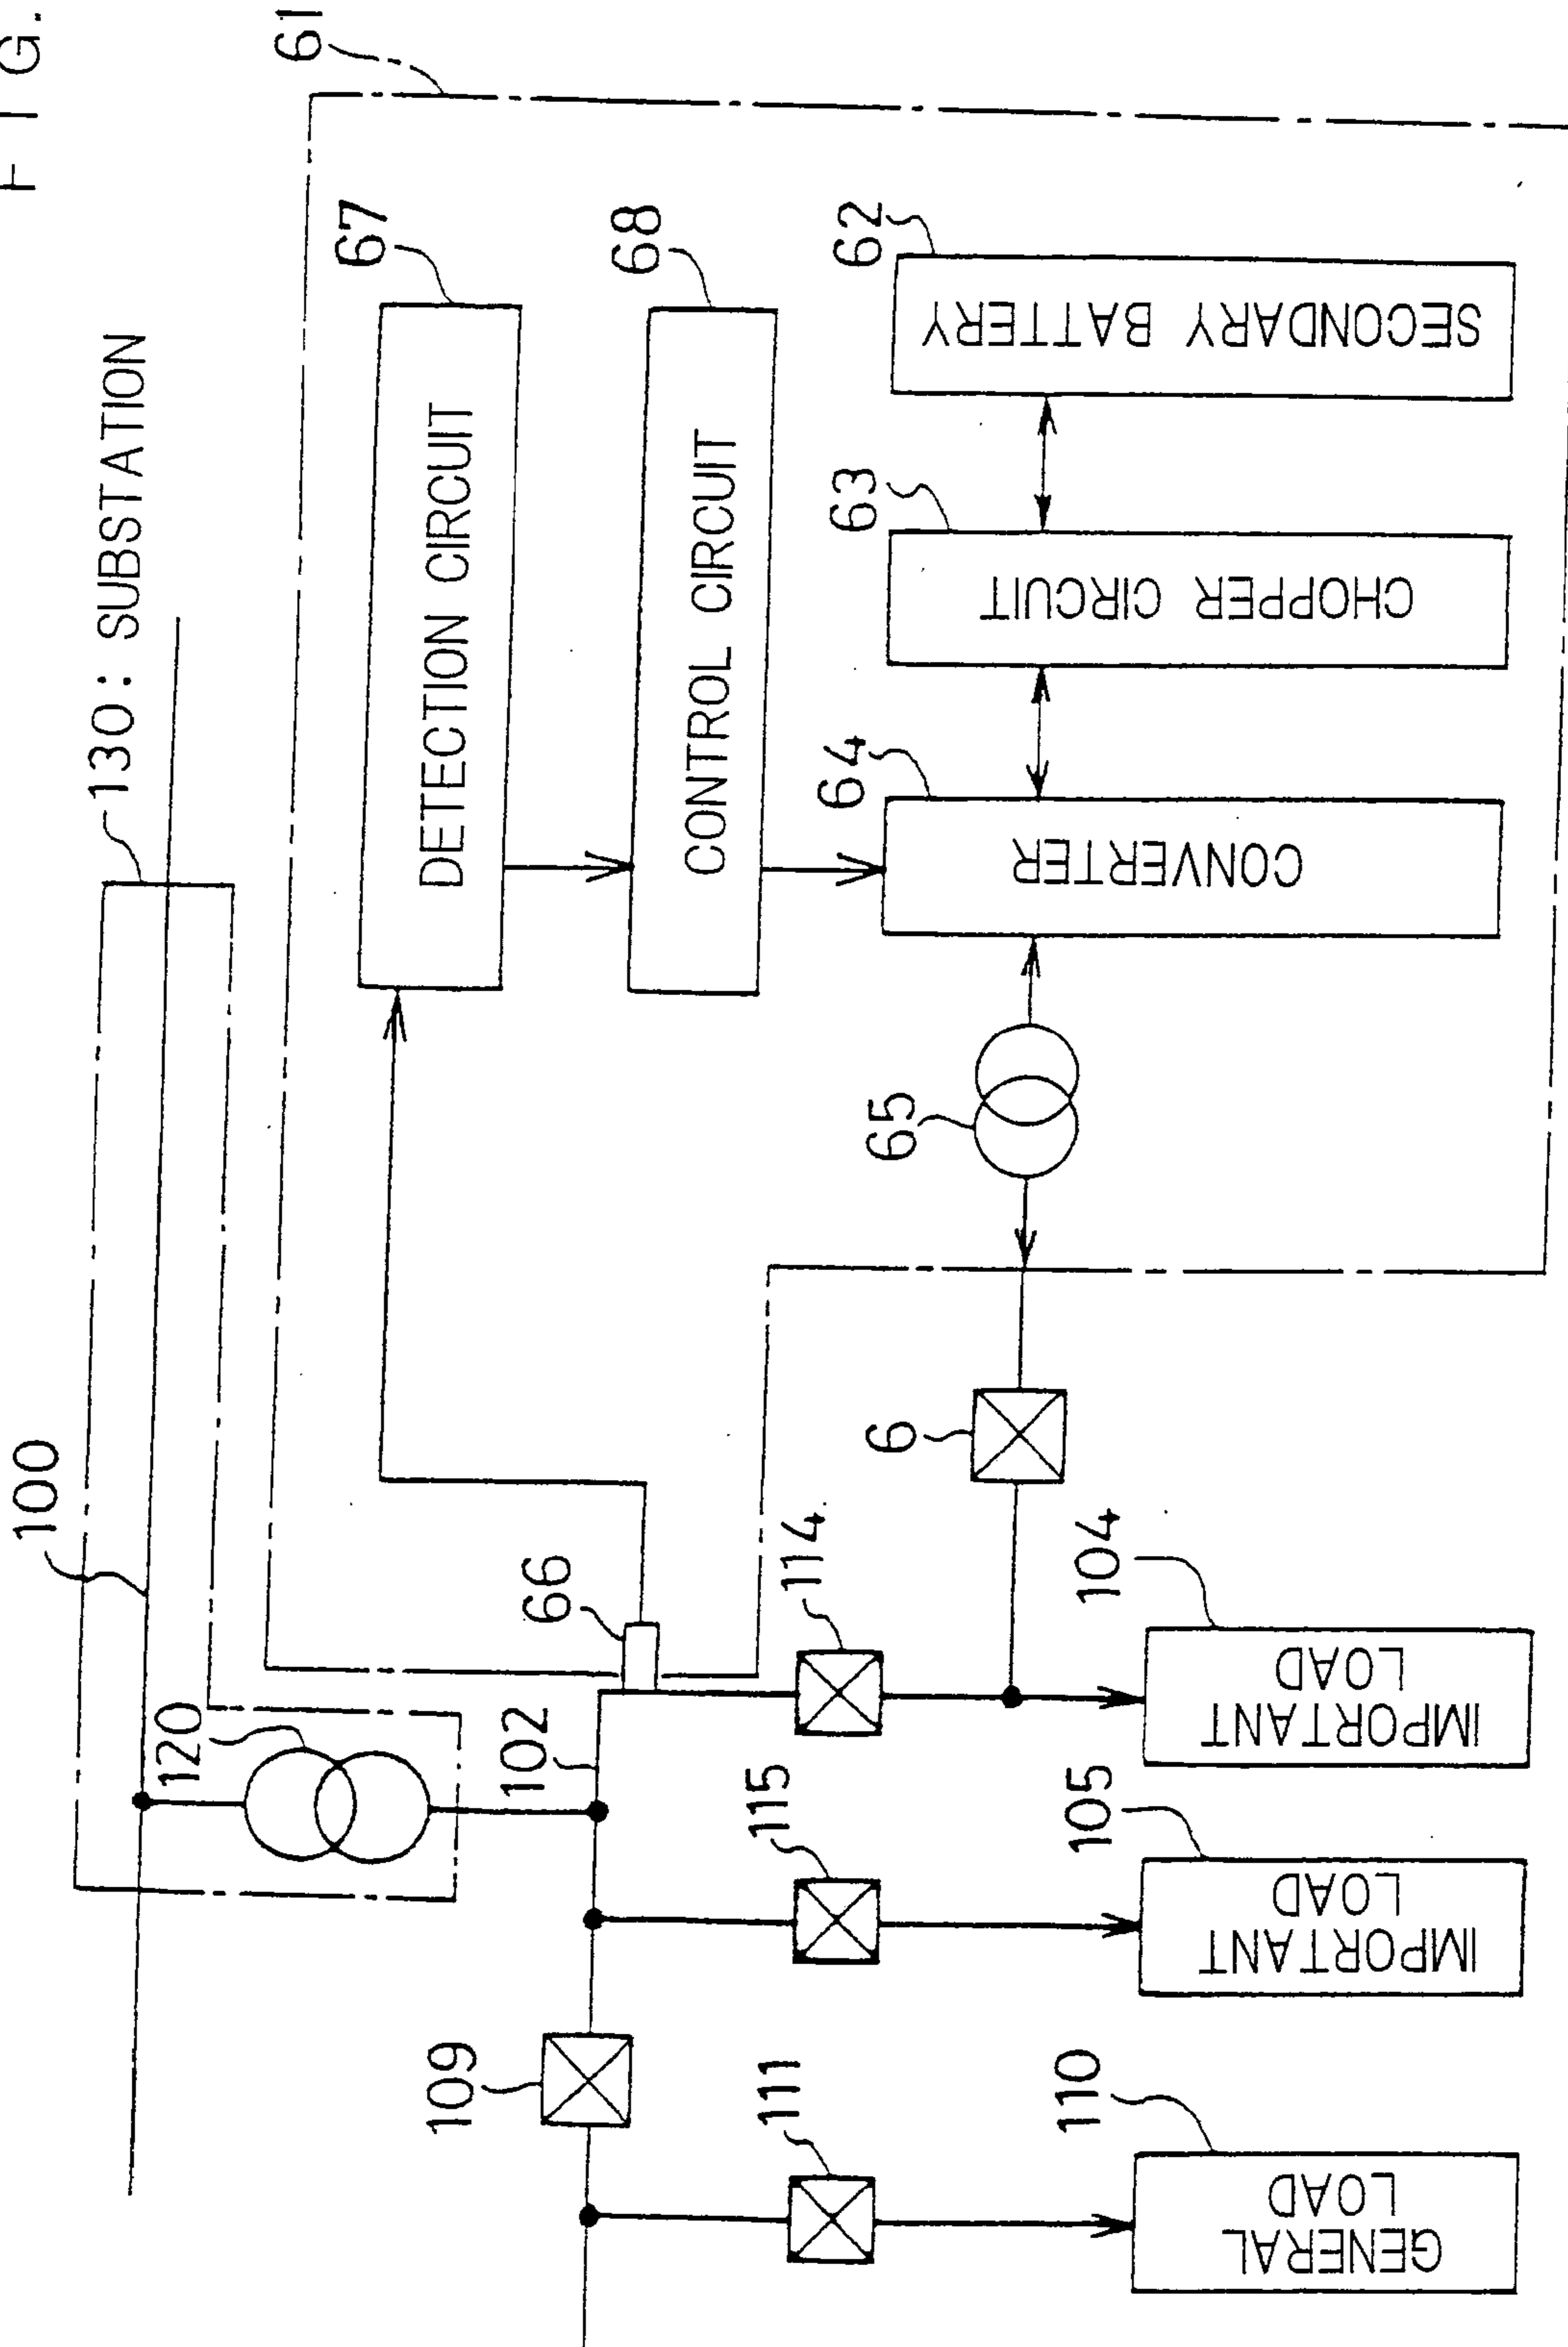 FIG.
61
130: SUBSTATION
100
120
67
DETECTION CIRCUIT
68
CONTROL CIRCUIT
62
SECONDARY BATTERY
63
CHOPPER CIRCUIT
64
CONVERTER
65
66
6
102
114
104
IMPORTANT
LOAD
115
105
IMPORTANT
LOAD
109
111
110
GENERAL
LOAD